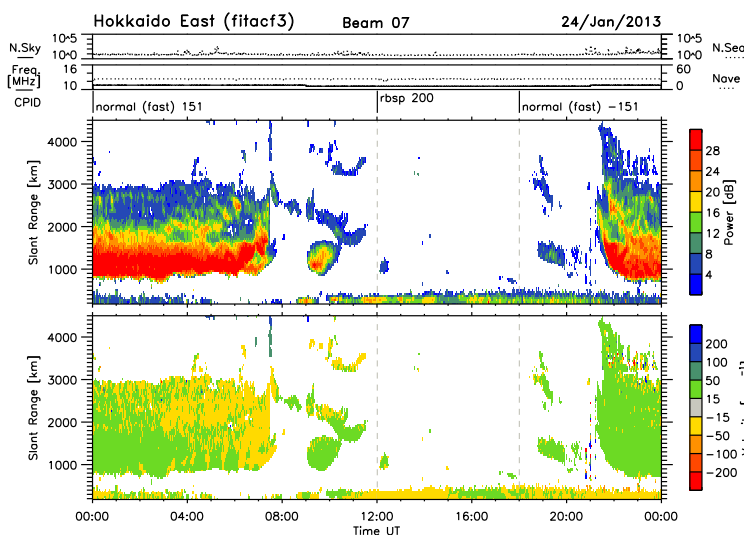 Hokkaido East (fitacf3) Beam 07 24/Jan/2013
N.Sky 10^5 10^0 10^5 10^0 N.Sec
Freq. [MHz] 16 10 60 0 Nave
CPID normal (fast) 151 rbsp 200 normal (fast) -151
Slant Range [km] 4000 3000 2000 1000
Power [dB] 28 24 20 16 12 8 4
Slant Range [km] 4000 3000 2000 1000
200 100 50 15 -15 -50 -100 -200
00:00 04:00 08:00 12:00 16:00 20:00 00:00
Time UT